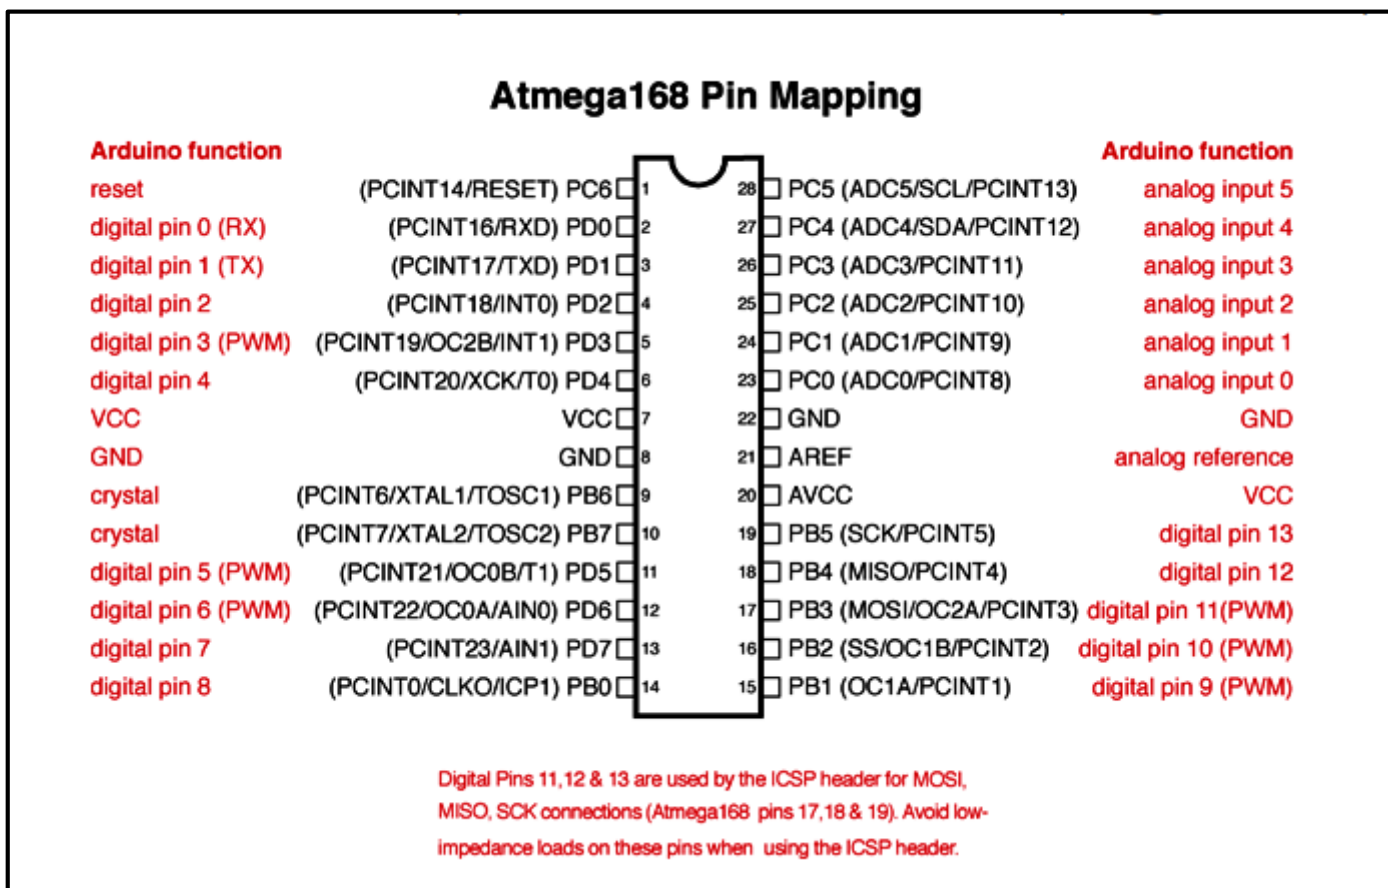 Atmega168 Pin Mapping
Arduino function Arduino function
reset (PCINT14/RESET) PC6 1 28 PC5 (ADC5/SCL/PCINT13) analog input 5
digital pin 0 (RX) (PCINT16/RXD) PD0 2 27 PC4 (ADC4/SDA/PCINT12) analog input 4
digital pin 1 (TX) (PCINT17/TXD) PD1 3 26 PC3 (ADC3/PCINT11) analog input 3
digital pin 2 (PCINT18/INT0) PD2 4 25 PC2 (ADC2/PCINT10) analog input 2
digital pin 3 (PWM) (PCINT19/OC2B/INT1) PD3 5 24 PC1 (ADC1/PCINT9) analog input 1
digital pin 4 (PCINT20/XCK/T0) PD4 6 23 PC0 (ADC0/PCINT8) analog input 0
VCC VCC 7 22 GND GND
GND GND 8 21 AREF analog reference
crystal (PCINT6/XTAL1/TOSC1) PB6 9 20 AVCC VCC
crystal (PCINT7/XTAL2/TOSC2) PB7 10 19 PB5 (SCK/PCINT5) digital pin 13
digital pin 5 (PWM) (PCINT21/OC0B/T1) PD5 11 18 PB4 (MISO/PCINT4) digital pin 12
digital pin 6 (PWM) (PCINT22/OC0A/AIN0) PD6 12 17 PB3 (MOSI/OC2A/PCINT3) digital pin 11(PWM)
digital pin 7 (PCINT23/AIN1) PD7 13 16 PB2 (SS/OC1B/PCINT2) digital pin 10 (PWM)
digital pin 8 (PCINT0/CLKO/ICP1) PB0 14 15 PB1 (OC1A/PCINT1) digital pin 9 (PWM)
Digital Pins 11,12 & 13 are used by the ICSP header for MOSI,
MISO, SCK connections (Atmega168 pins 17,18 & 19). Avoid low-
impedance loads on these pins when using the ICSP header.